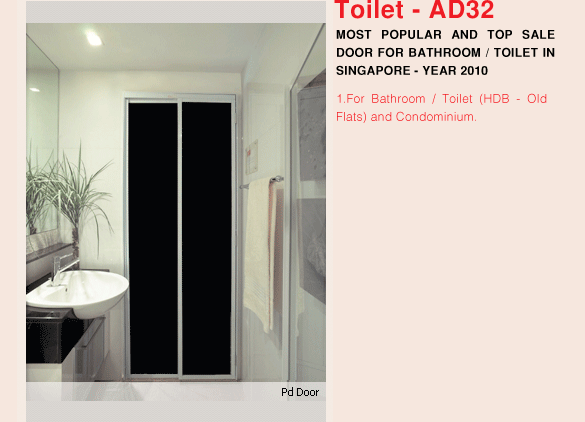 Toilet - AD32
MOST POPULAR AND TOP SALE
DOOR FOR BATHROOM / TOILET IN
SINGAPORE - YEAR 2010
1.For Bathroom / Toilet (HDB - Old
Flats) and Condominium.
Pd Door